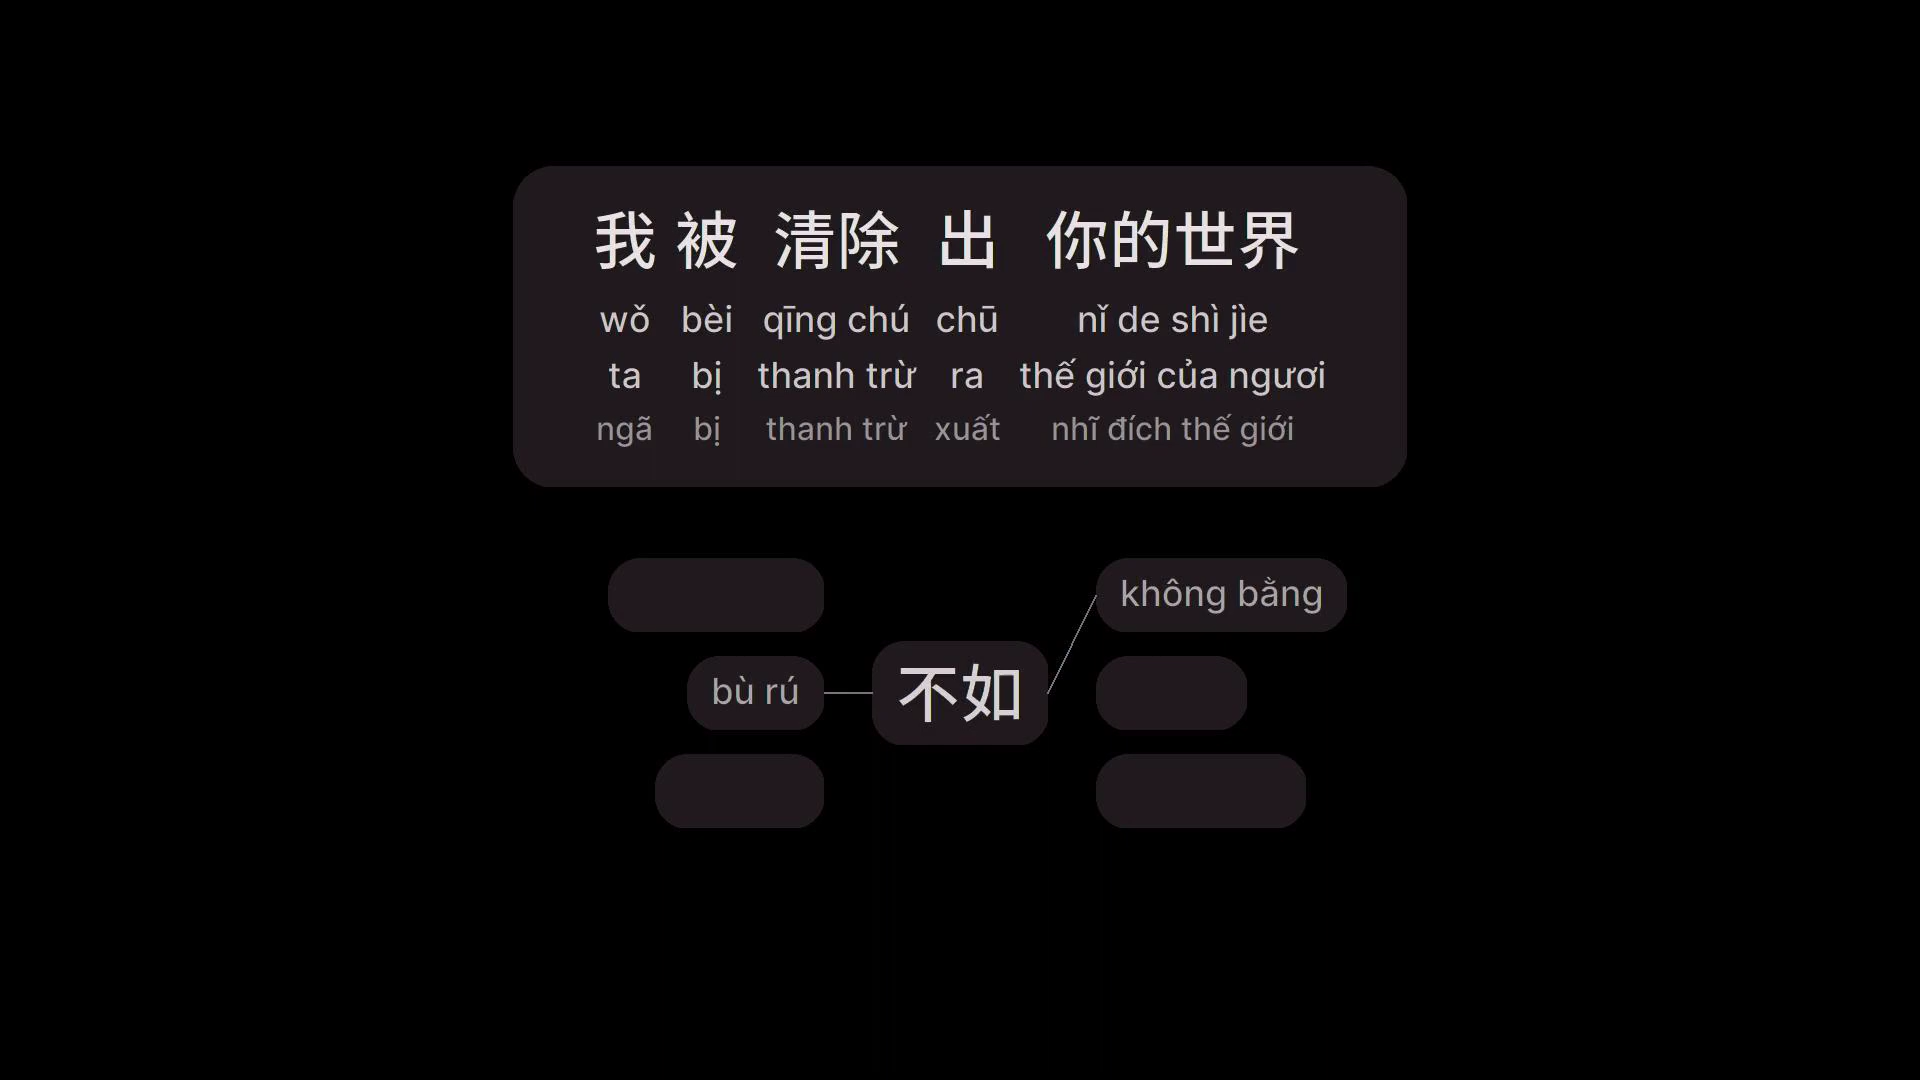 我 被 清除 出 你的世界
wǒ bèi qīng chú chū nǐ de shì jìe
ta bị thanh trừ ra thế giới của ngươi
ngã bị thanh trừ xuất nhĩ đích thế giới
không bằng
bù rú
不如